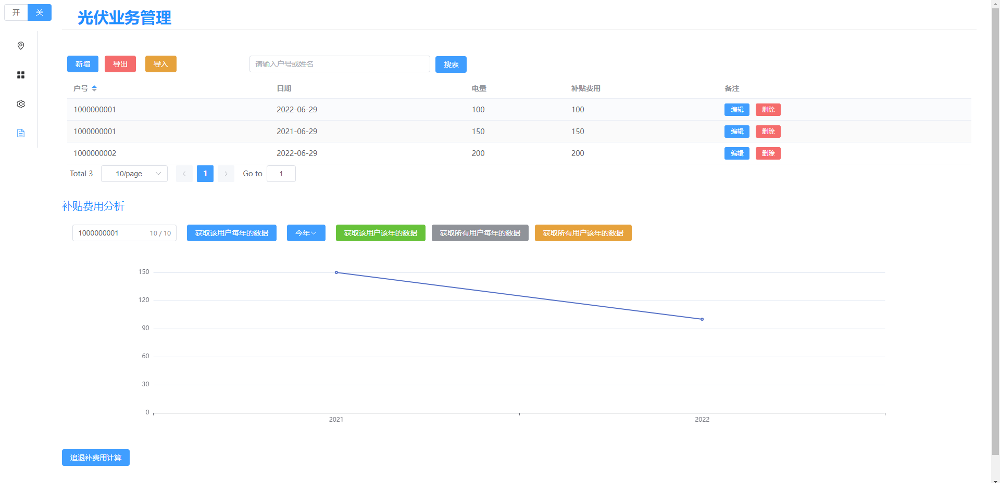 开 关
光伏业务管理
新增 导出 导入 请输入户号或姓名 搜索
户号 日期 电量 补贴费用 备注
1000000001 2022-06-29 100 100 编辑 删除
1000000001 2021-06-29 150 150 编辑 删除
1000000002 2022-06-29 200 200 编辑 删除
Total 3 10/page 1 Go to 1
补贴费用分析
1000000001 10 / 10 获取该用户每年的数据 今年 获取该用户该年的数据 获取所有用户每年的数据 获取所有用户该年的数据
150
120
90
60
30
0
2021 2022
追退补费用计算